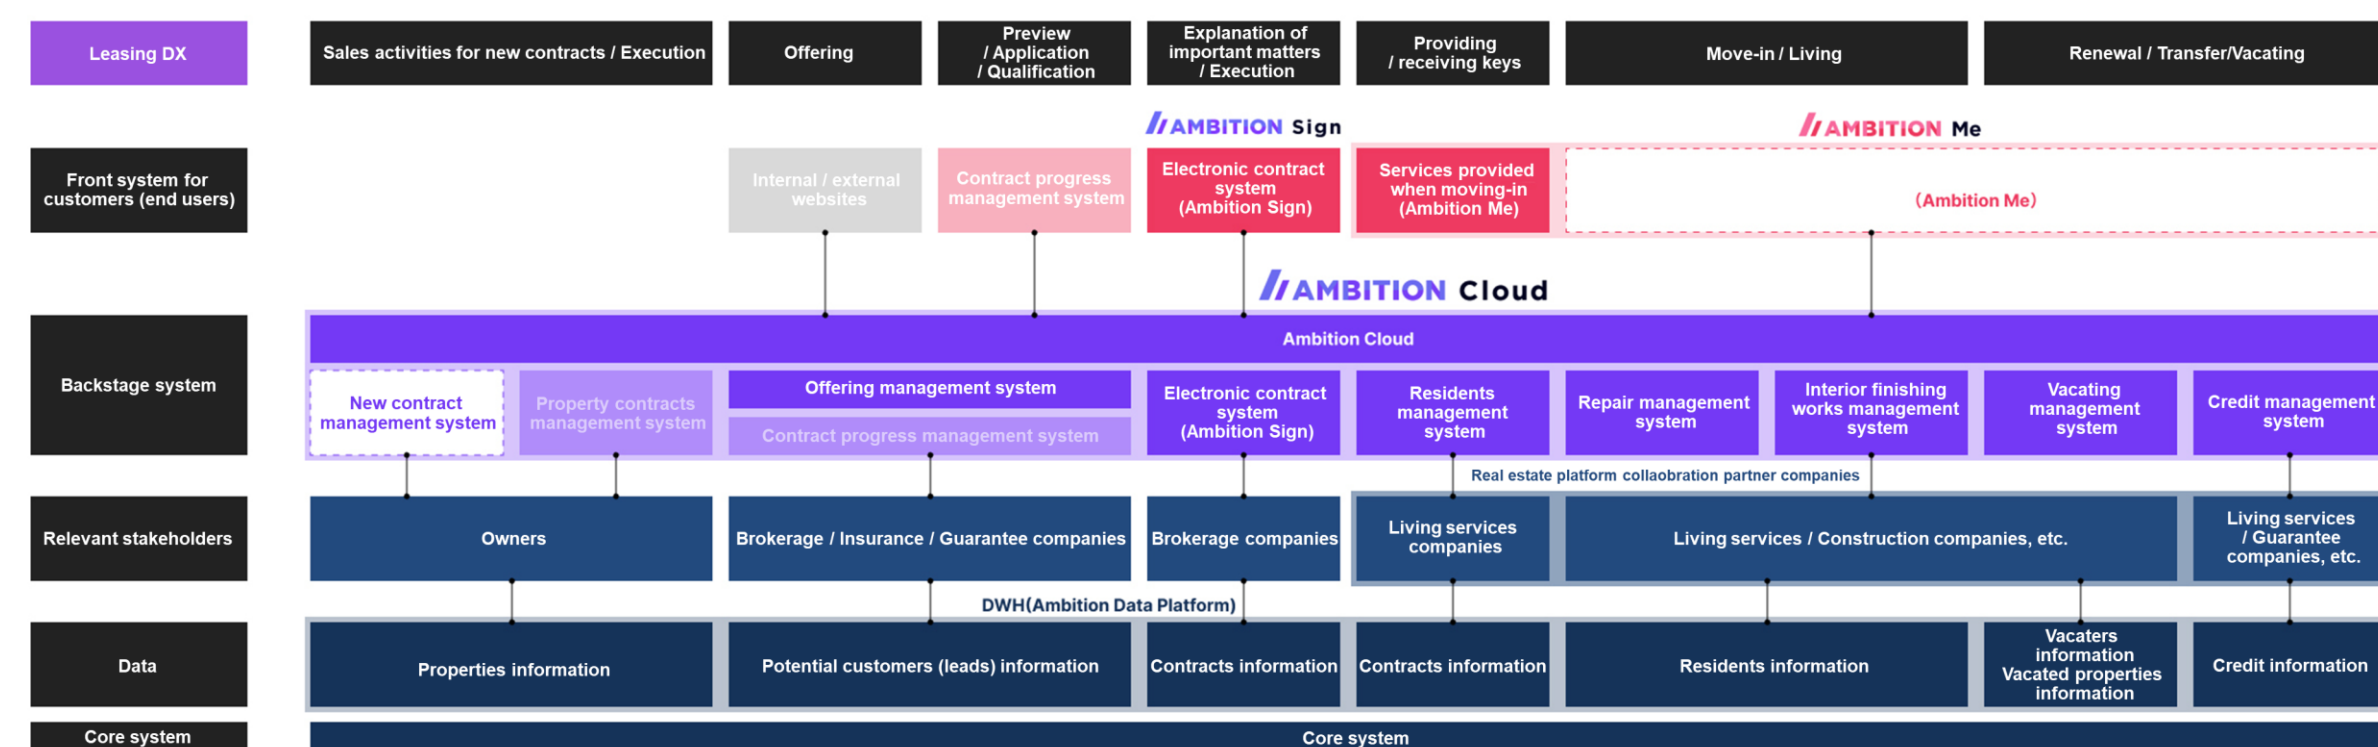 Leasing DX
Sales activities for new contracts / Execution
Offering
Preview
/ Application
/ Qualification
Explanation of
important matters
/ Execution
Providing
/ receiving keys
Move-in / Living
Renewal / Transfer/Vacating
AMBITION Sign
AMBITION Me
Front system for
customers (end users)
Internal / external
websites
Contract progress
management system
Electronic contract
system
(Ambition Sign)
Services provided
when moving-in
(Ambition Me)
(Ambition Me)
AMBITION Cloud
Backstage system
Ambition Cloud
New contract
management system
Property contracts
management system
Offering management system
Contract progress management system
Electronic contract
system
(Ambition Sign)
Residents
management
system
Repair management
system
Interior finishing
works management
system
Vacating
management
system
Credit management
system
Real estate platform collaobration partner companies
Relevant stakeholders
Owners
Brokerage / Insurance / Guarantee companies
Brokerage companies
Living services
companies
Living services / Construction companies, etc.
Living services
/ Guarantee
companies, etc.
DWH(Ambition Data Platform)
Data
Properties information
Potential customers (leads) information
Contracts information
Contracts information
Residents information
Vacaters
information
Vacated properties
information
Credit information
Core system
Core system